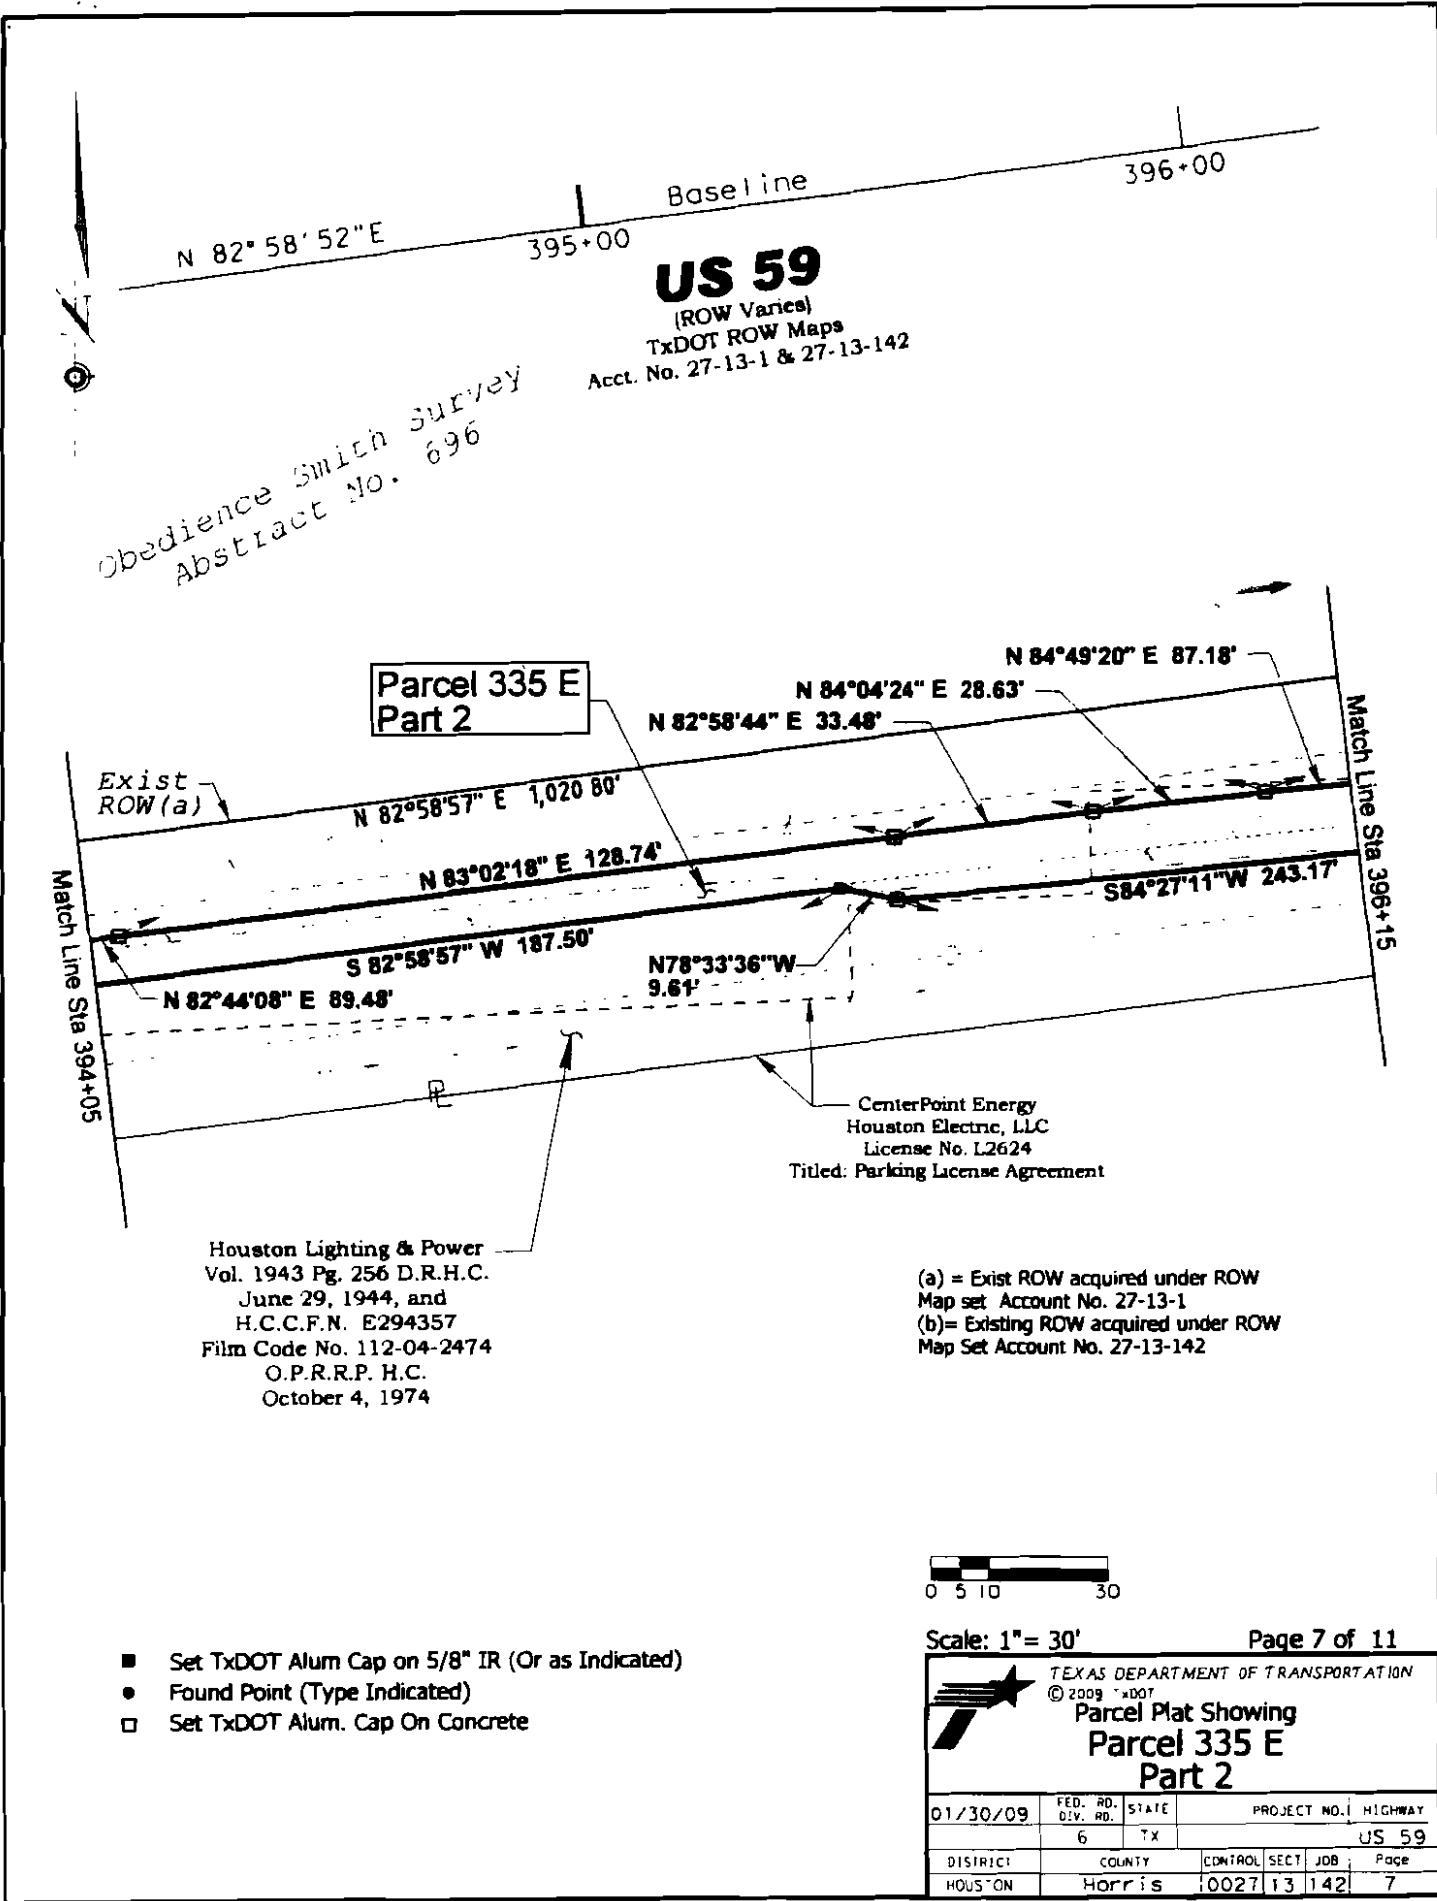 N 82° 58' 52" E
395+00
Baseline
396+00
US 59
(ROW Varies)
TxDOT ROW Maps
Acct. No. 27-13-1 & 27-13-142
Obedience Smith Survey
Abstract No. 696
Parcel 335 E
Part 2
N 84°49'20" E 87.18'
N 84°04'24" E 28.63'
N 82°58'44" E 33.48'
Exist
ROW(a)
N 82°58'57" E 1,020 80'
N 83°02'18" E 128.74'
S 82°58'57" W 187.50'
N 82°44'08" E 89.48'
N78°33'36"W
9.61'
S84°27'11"W 243.17'
Match Line Sta 394+05
Match Line Sta 396+15
PL
CenterPoint Energy
Houston Electric, LLC
License No. L2624
Titled: Parking License Agreement
Houston Lighting & Power
Vol. 1943 Pg. 256 D.R.H.C.
June 29, 1944, and
H.C.C.F.N. E294357
Film Code No. 112-04-2474
O.P.R.R.P. H.C.
October 4, 1974
(a) = Exist ROW acquired under ROW
Map set Account No. 27-13-1
(b)= Existing ROW acquired under ROW
Map Set Account No. 27-13-142
0 5 10 30
Scale: 1"= 30' Page 7 of 11
■ Set TxDOT Alum Cap on 5/8" IR (Or as Indicated)
● Found Point (Type Indicated)
□ Set TxDOT Alum. Cap On Concrete
TEXAS DEPARTMENT OF TRANSPORTATION
© 2009 TxDOT
Parcel Plat Showing
Parcel 335 E
Part 2
01/30/09 FED. RD. DIV. RD. STATE PROJECT NO. HIGHWAY
6 TX US 59
DISTRICT COUNTY CONTROL SECT JOB Page
HOUSTON Harris 0027 13 142 7